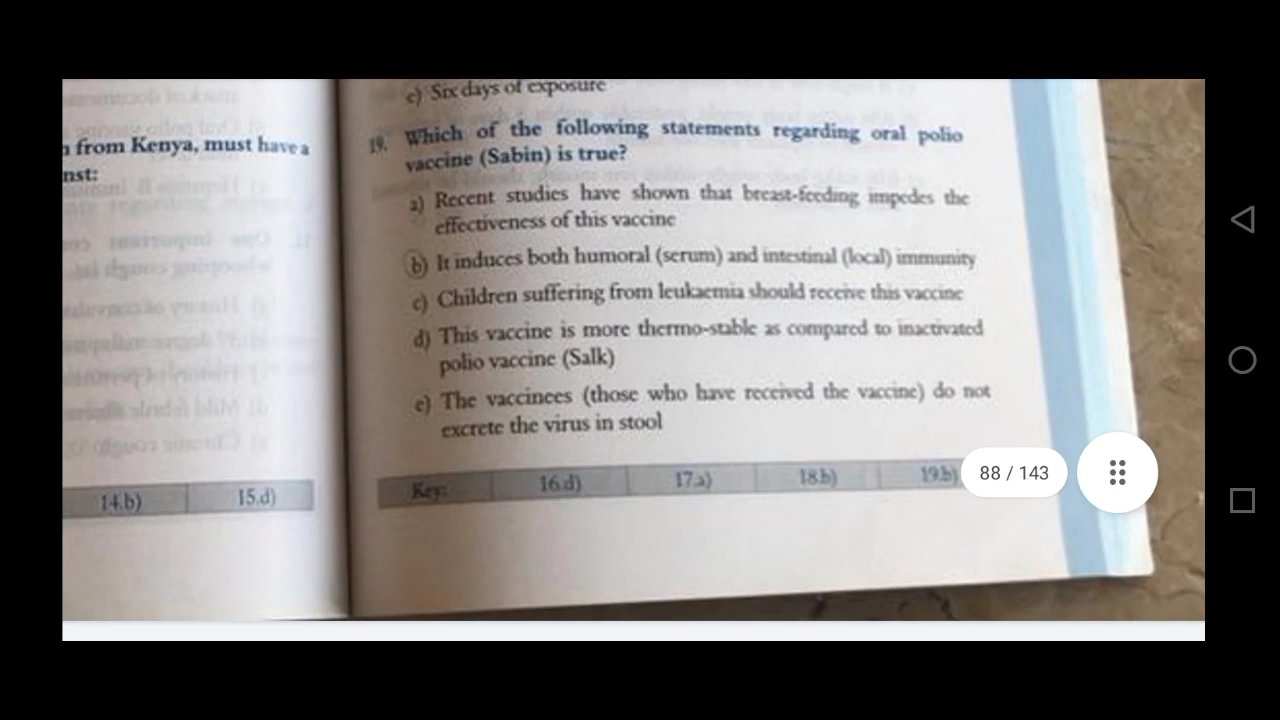 n from Kenya, must have a
nst:
14.b)
15.d)
e) Six days of exposure
19. Which of the following statements regarding oral polio
vaccine (Sabin) is true?
a) Recent studies have shown that breast-feeding impedes the
effectiveness of this vaccine
b) It induces both humoral (serum) and intestinal (local) immunity
c) Children suffering from leukaemia should receive this vaccine
d) This vaccine is more thermo-stable as compared to inactivated
polio vaccine (Salk)
e) The vaccinees (those who have received the vaccine) do not
excrete the virus in stool
Key:
16.d)
17.a)
18.b)
19.b)
88 / 143